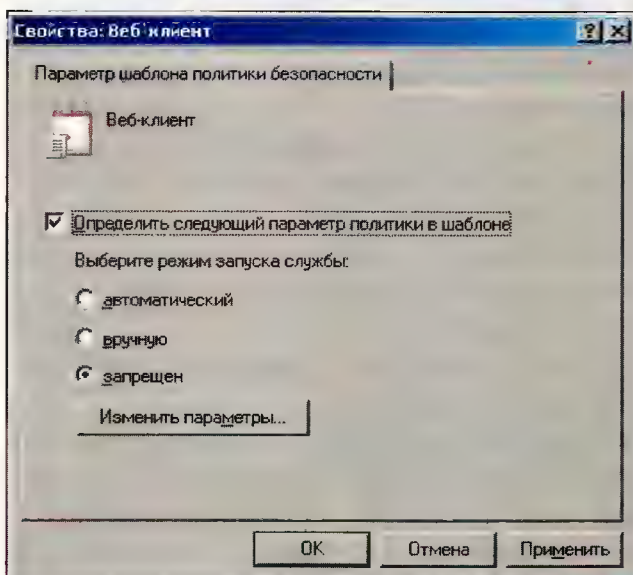 Свойства: Веб-клиент
Параметр шаблона политики безопасности
Веб-клиент
Определить следующий параметр политики в шаблоне
Выберите режим запуска службы:
автоматический
вручную
запрещен
Изменить параметры...
ОК
Отмена
Применить